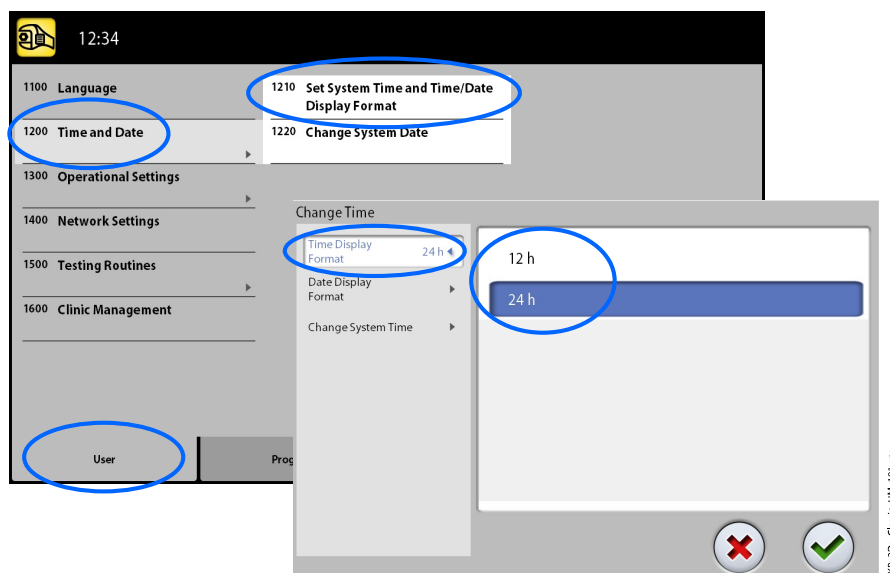 12:34
1100 Language
1200 Time and Date
1300 Operational Settings
1400 Network Settings
1500 Testing Routines
1600 Clinic Management
1210 Set System Time and Time/Date
Display Format
1220 Change System Date
User
Prog
Change Time
Time Display
Format
24 h
Date Display
Format
Change System Time
12 h
24 h